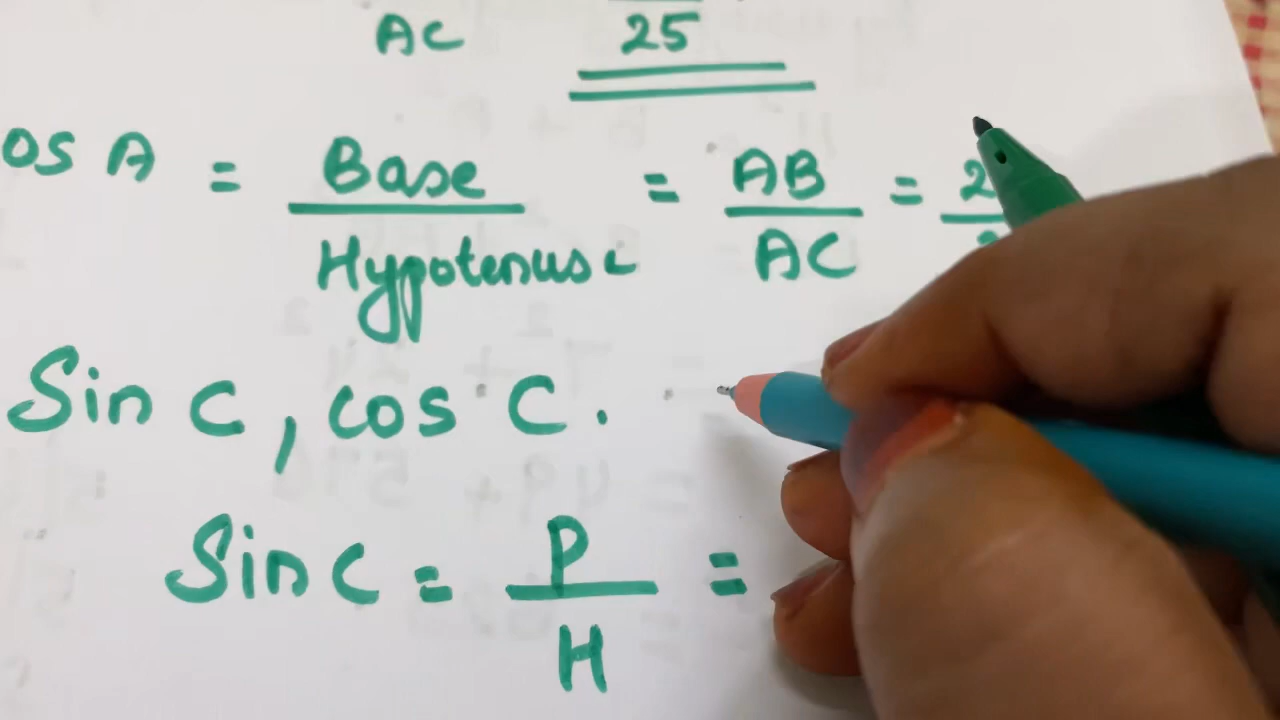 AC 25
os A = Base / Hypotenuse = AB / AC = 2
Sin C, cos C.
Sin C = P / H =